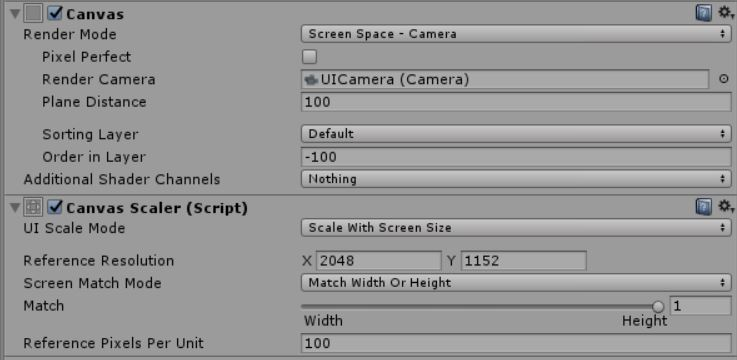 Canvas
Render Mode Screen Space - Camera
Pixel Perfect
Render Camera UICamera (Camera)
Plane Distance 100
Sorting Layer Default
Order in Layer -100
Additional Shader Channels Nothing
Canvas Scaler (Script)
UI Scale Mode Scale With Screen Size
Reference Resolution X 2048 Y 1152
Screen Match Mode Match Width Or Height
Match 1
Width Height
Reference Pixels Per Unit 100